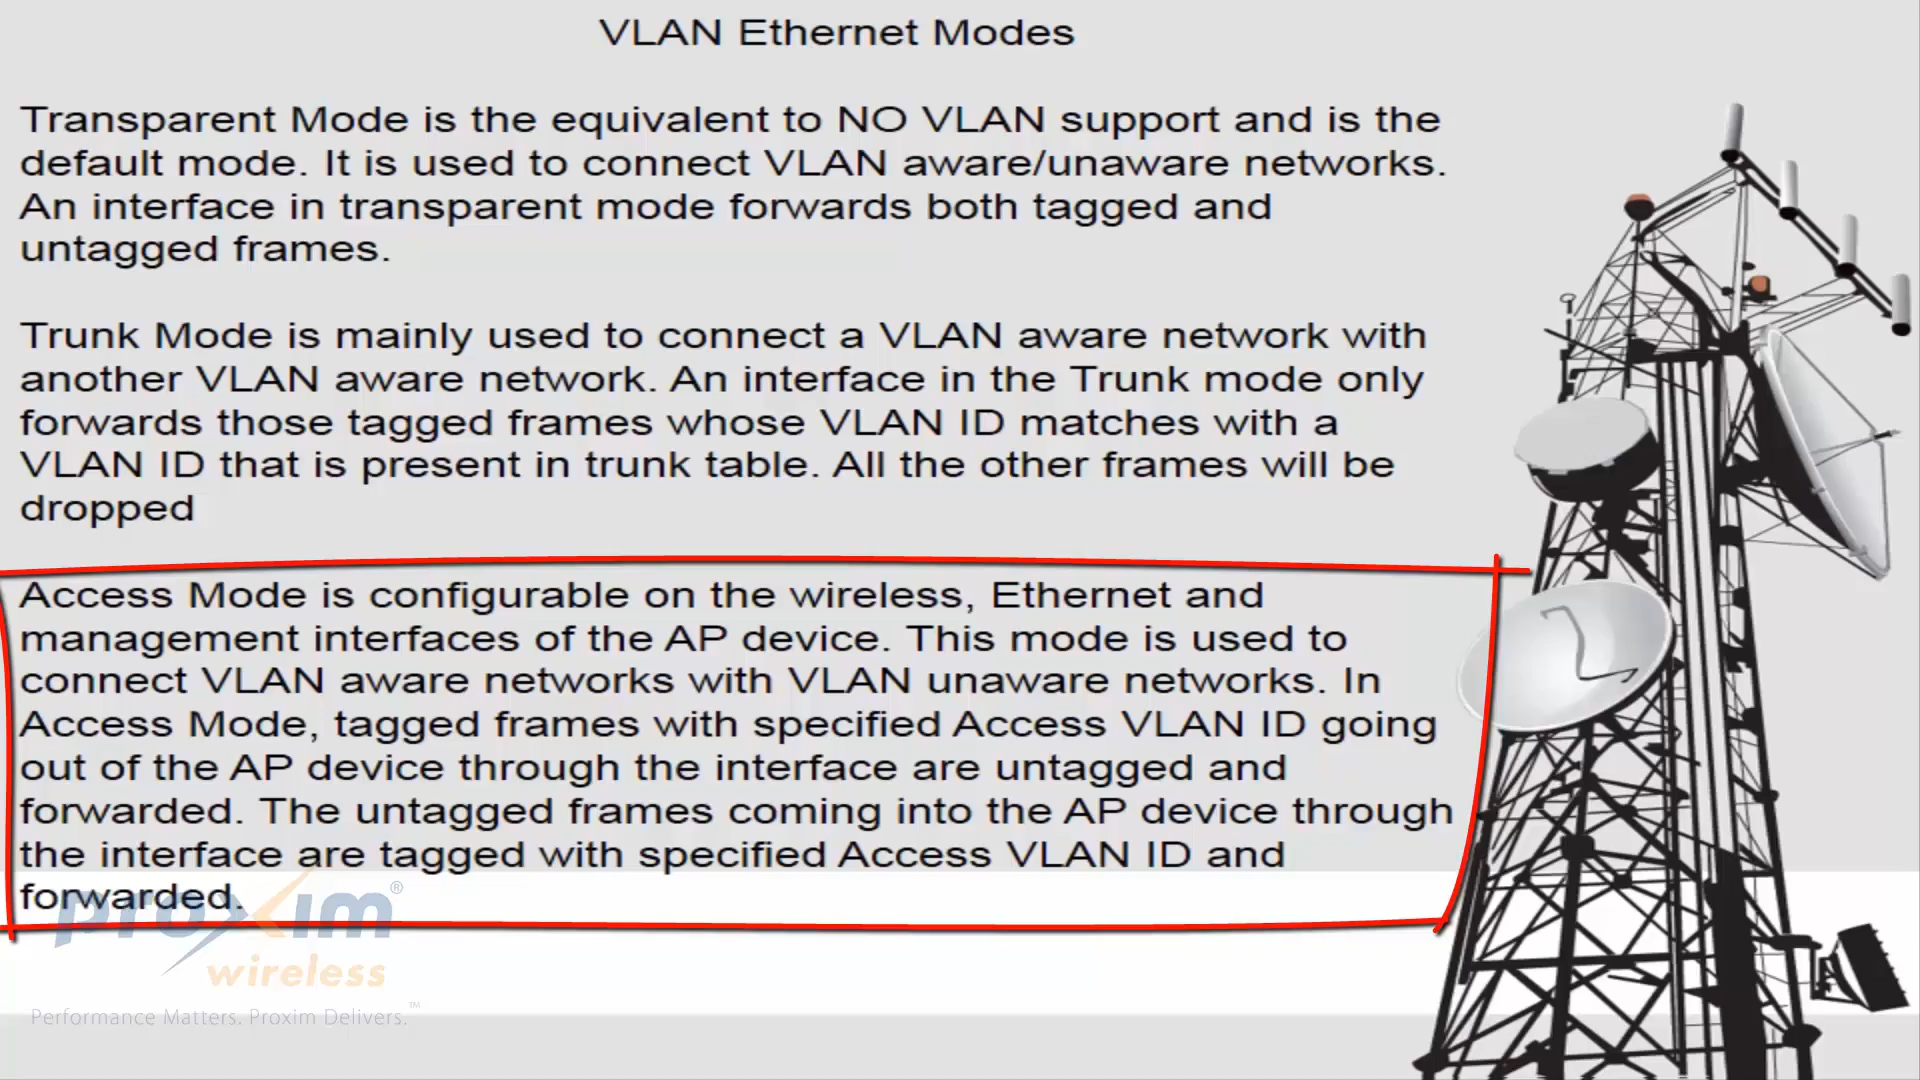 VLAN Ethernet Modes
Transparent Mode is the equivalent to NO VLAN support and is the
default mode. It is used to connect VLAN aware/unaware networks.
An interface in transparent mode forwards both tagged and
untagged frames.
Trunk Mode is mainly used to connect a VLAN aware network with
another VLAN aware network. An interface in the Trunk mode only
forwards those tagged frames whose VLAN ID matches with a
VLAN ID that is present in trunk table. All the other frames will be
dropped
Access Mode is configurable on the wireless, Ethernet and
management interfaces of the AP device. This mode is used to
connect VLAN aware networks with VLAN unaware networks. In
Access Mode, tagged frames with specified Access VLAN ID going
out of the AP device through the interface are untagged and
forwarded. The untagged frames coming into the AP device through
the interface are tagged with specified Access VLAN ID and
forwarded.
proxim®
wireless
Performance Matters. Proxim Delivers.™